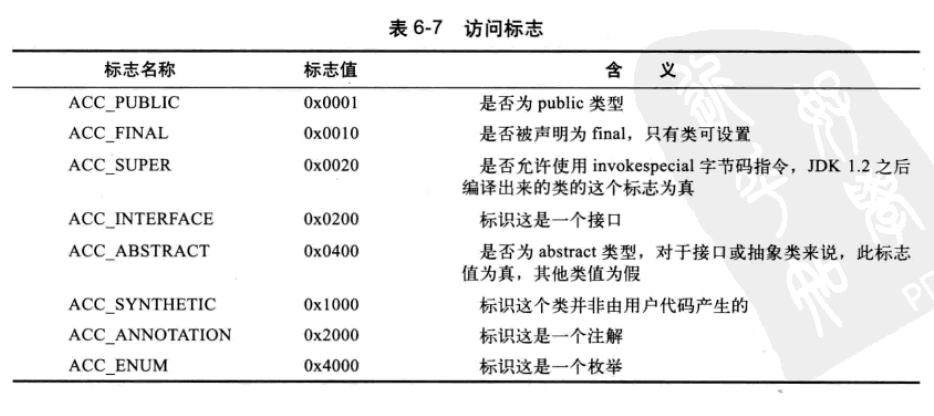 表 6-7 访问标志
标志名称 标志值 含 义
ACC_PUBLIC 0x0001 是否为 public 类型
ACC_FINAL 0x0010 是否被声明为 final，只有类可设置
ACC_SUPER 0x0020 是否允许使用 invokespecial 字节码指令，JDK 1.2 之后
编译出来的类的这个标志为真
ACC_INTERFACE 0x0200 标识这是一个接口
ACC_ABSTRACT 0x0400 是否为 abstract 类型，对于接口或抽象类来说，此标志
值为真，其他类值为假
ACC_SYNTHETIC 0x1000 标识这个类并非由用户代码产生的
ACC_ANNOTATION 0x2000 标识这是一个注解
ACC_ENUM 0x4000 标识这是一个枚举
PD